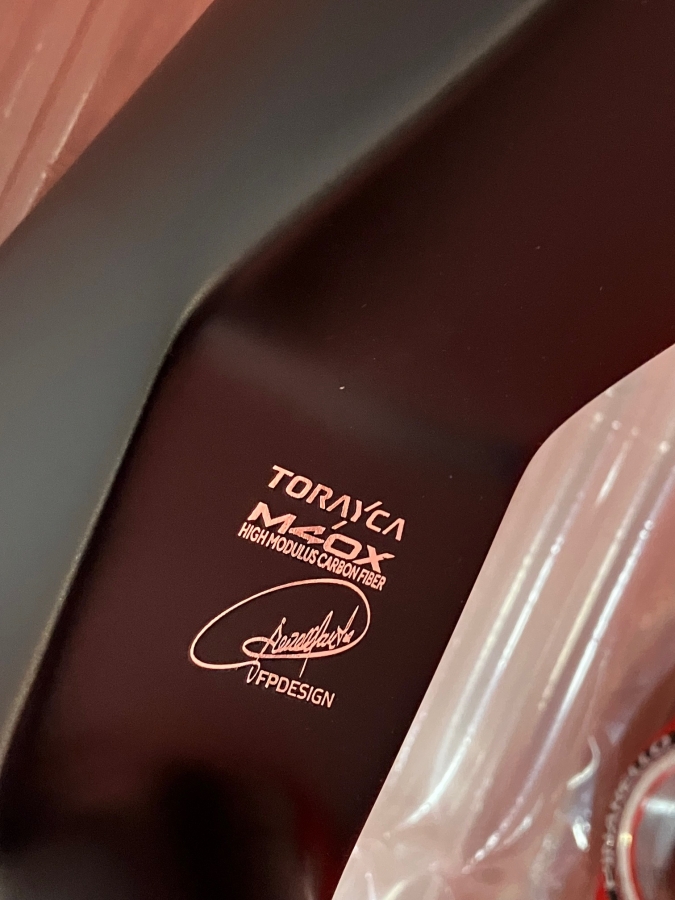 TORAYCA
M40X
HIGH MODULUS CARBON FIBER
FPDESIGN